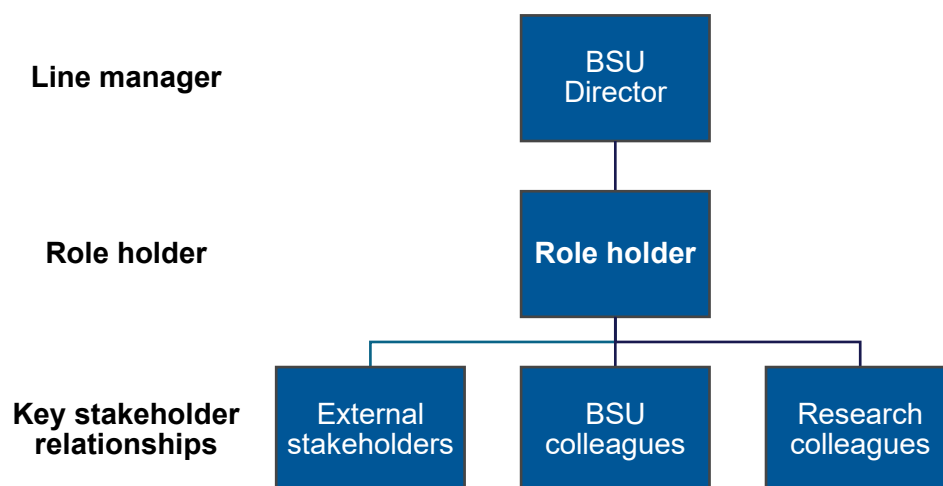 Line manager
BSU
Director
Role holder
Role holder
Key stakeholder
relationships
External
stakeholders
BSU
colleagues
Research
colleagues